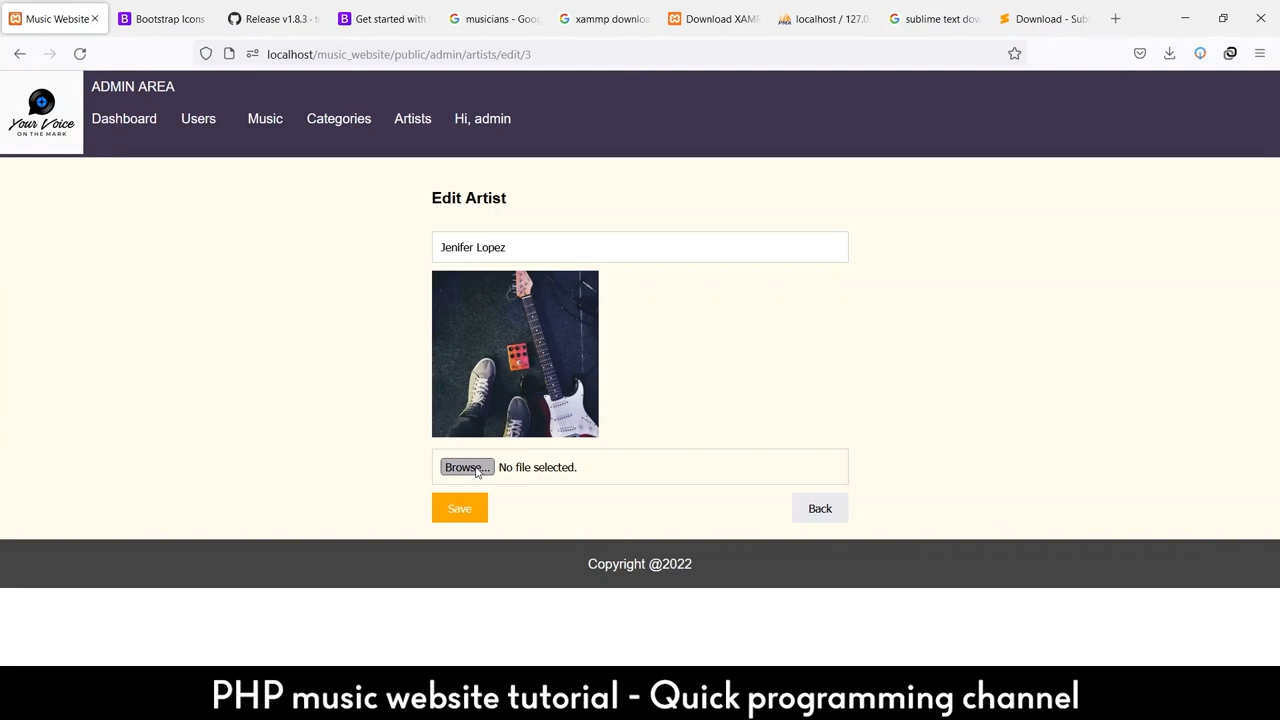 Music Website
Bootstrap Icons
Release v1.8.3 - t
Get started with
musicians - Goo
xammp downlo
Download XAMP
localhost / 127.0
sublime text dow
Download - Sub
localhost/music_website/public/admin/artists/edit/3
Your Voice
ON THE MARK
ADMIN AREA
Dashboard Users Music Categories Artists Hi, admin
Edit Artist
Jenifer Lopez
Browse... No file selected.
Save Back
Copyright @2022
PHP music website tutorial - Quick programming channel